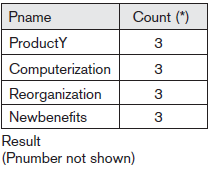 Pname Count (*)
ProductY 3
Computerization 3
Reorganization 3
Newbenefits 3
Result
(Pnumber not shown)